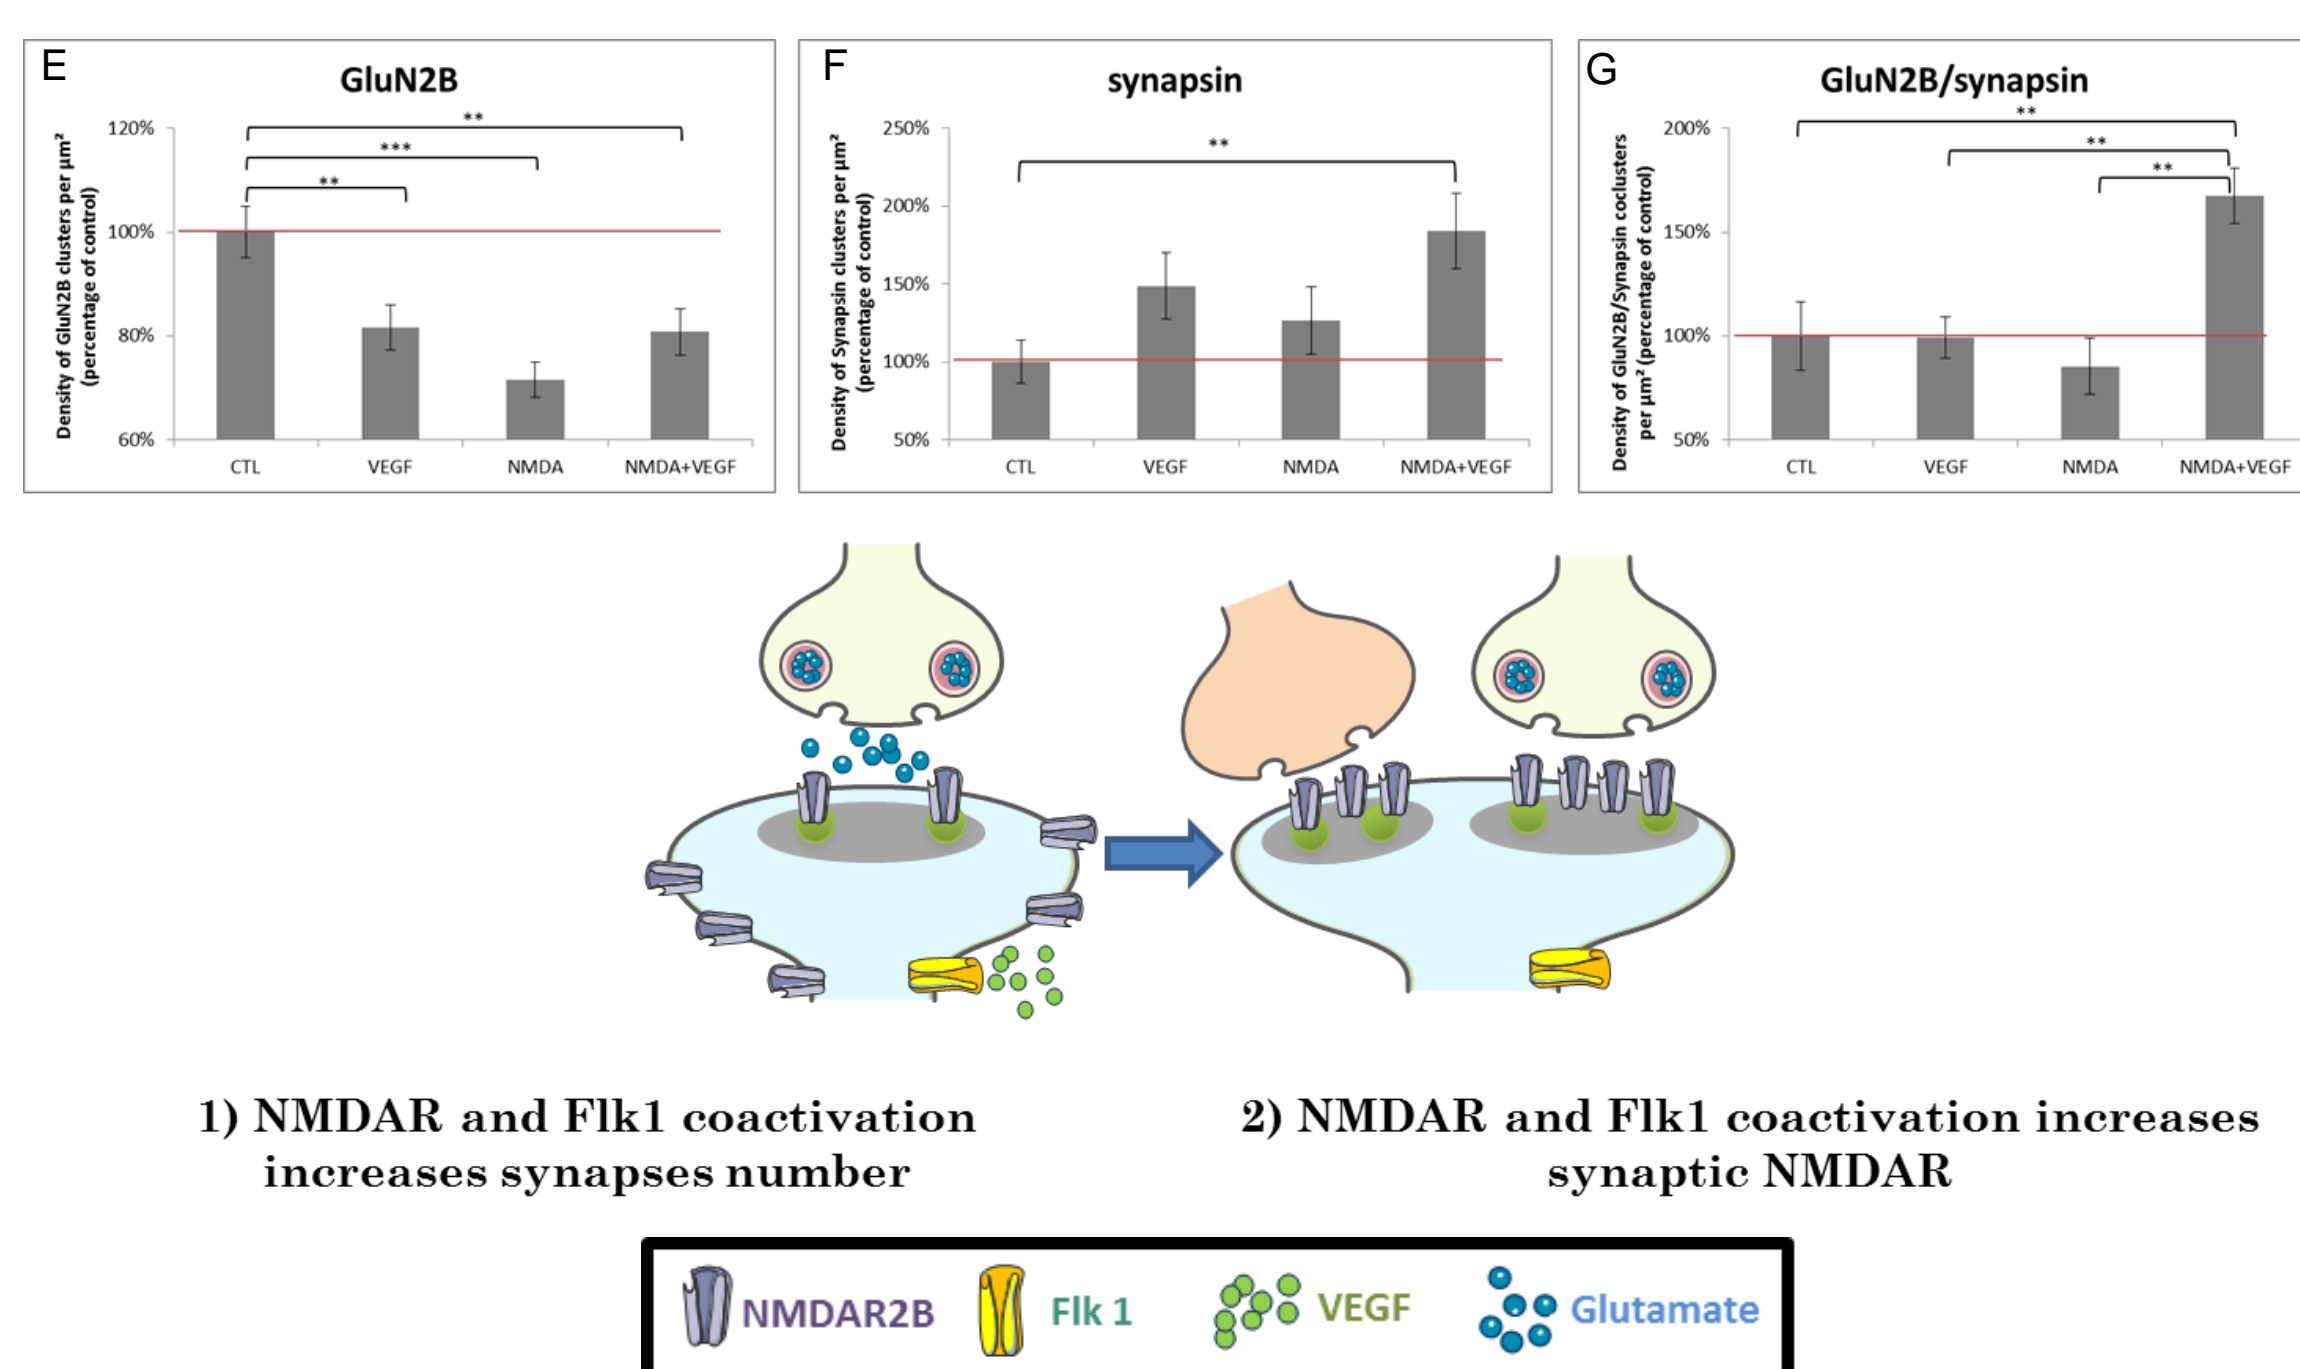 E
GluN2B
Density of GluN2B clusters per µm²
(percentage of control)
120%
100%
80%
60%
**
***
**
CTL VEGF NMDA NMDA+VEGF
F
synapsin
Density of Synapsin clusters per µm²
(percentage of control)
250%
200%
150%
100%
50%
**
CTL VEGF NMDA NMDA+VEGF
G
GluN2B/synapsin
Density of GluN2B/Synapsin coclusters
per µm² (percentage of control)
200%
150%
100%
50%
**
**
**
CTL VEGF NMDA NMDA+VEGF
1) NMDAR and Flk1 coactivation
increases synapses number
2) NMDAR and Flk1 coactivation increases
synaptic NMDAR
NMDAR2B Flk 1 VEGF Glutamate